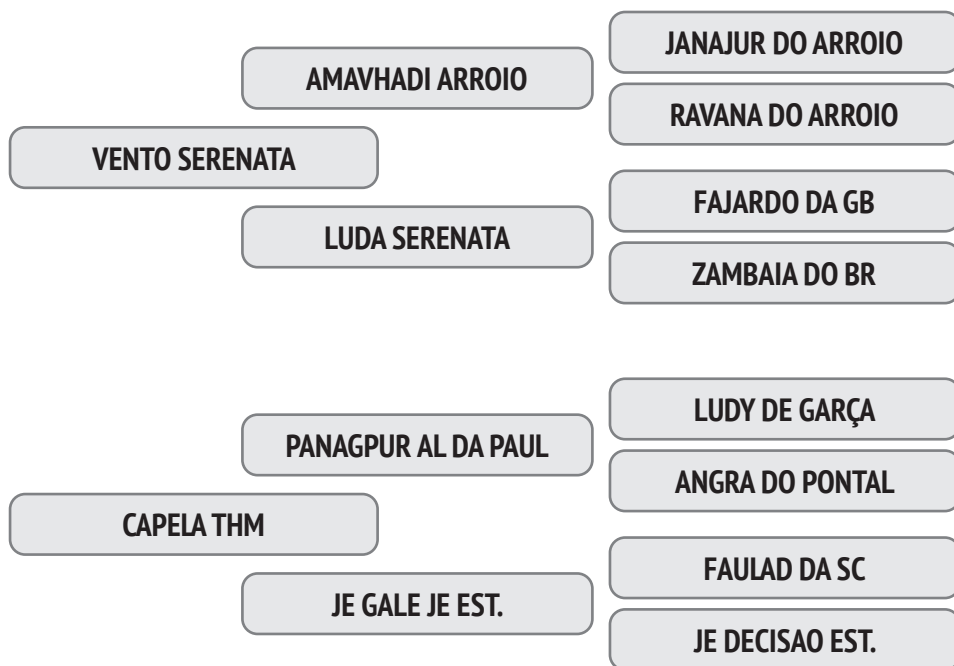 JANAJUR DO ARROIO
AMAVHADI ARROIO
RAVANA DO ARROIO
VENTO SERENATA
FAJARDO DA GB
LUDA SERENATA
ZAMBAIA DO BR
LUDY DE GARÇA
PANAGPUR AL DA PAUL
ANGRA DO PONTAL
CAPELA THM
FAULAD DA SC
JE GALE JE EST.
JE DECISAO EST.